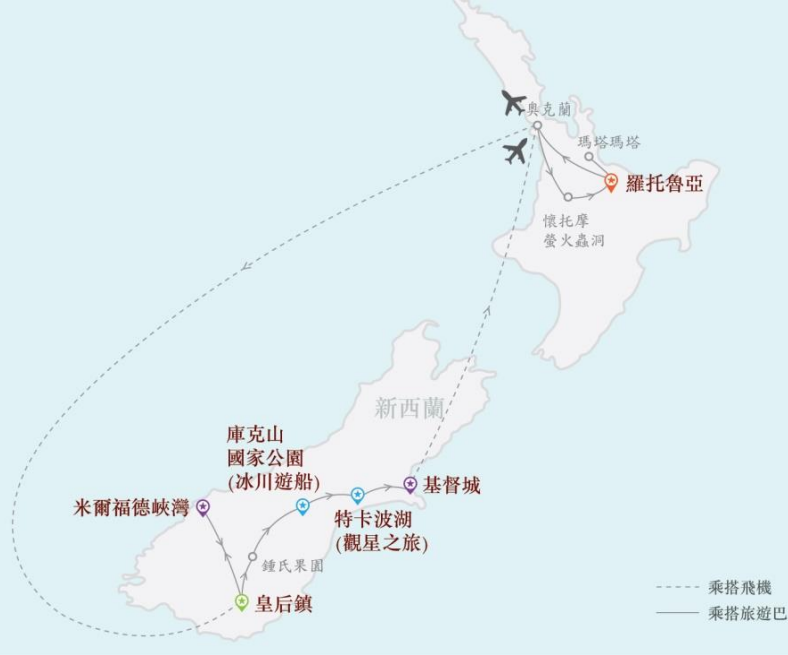 奧克蘭
瑪塔瑪塔
羅托魯亞
懷托摩
螢火蟲洞
新西蘭
庫克山
國家公園
(冰川遊船)
基督城
米爾福德峽灣
特卡波湖
(觀星之旅)
鍾氏果園
皇后鎮
乘搭飛機
乘搭旅遊巴